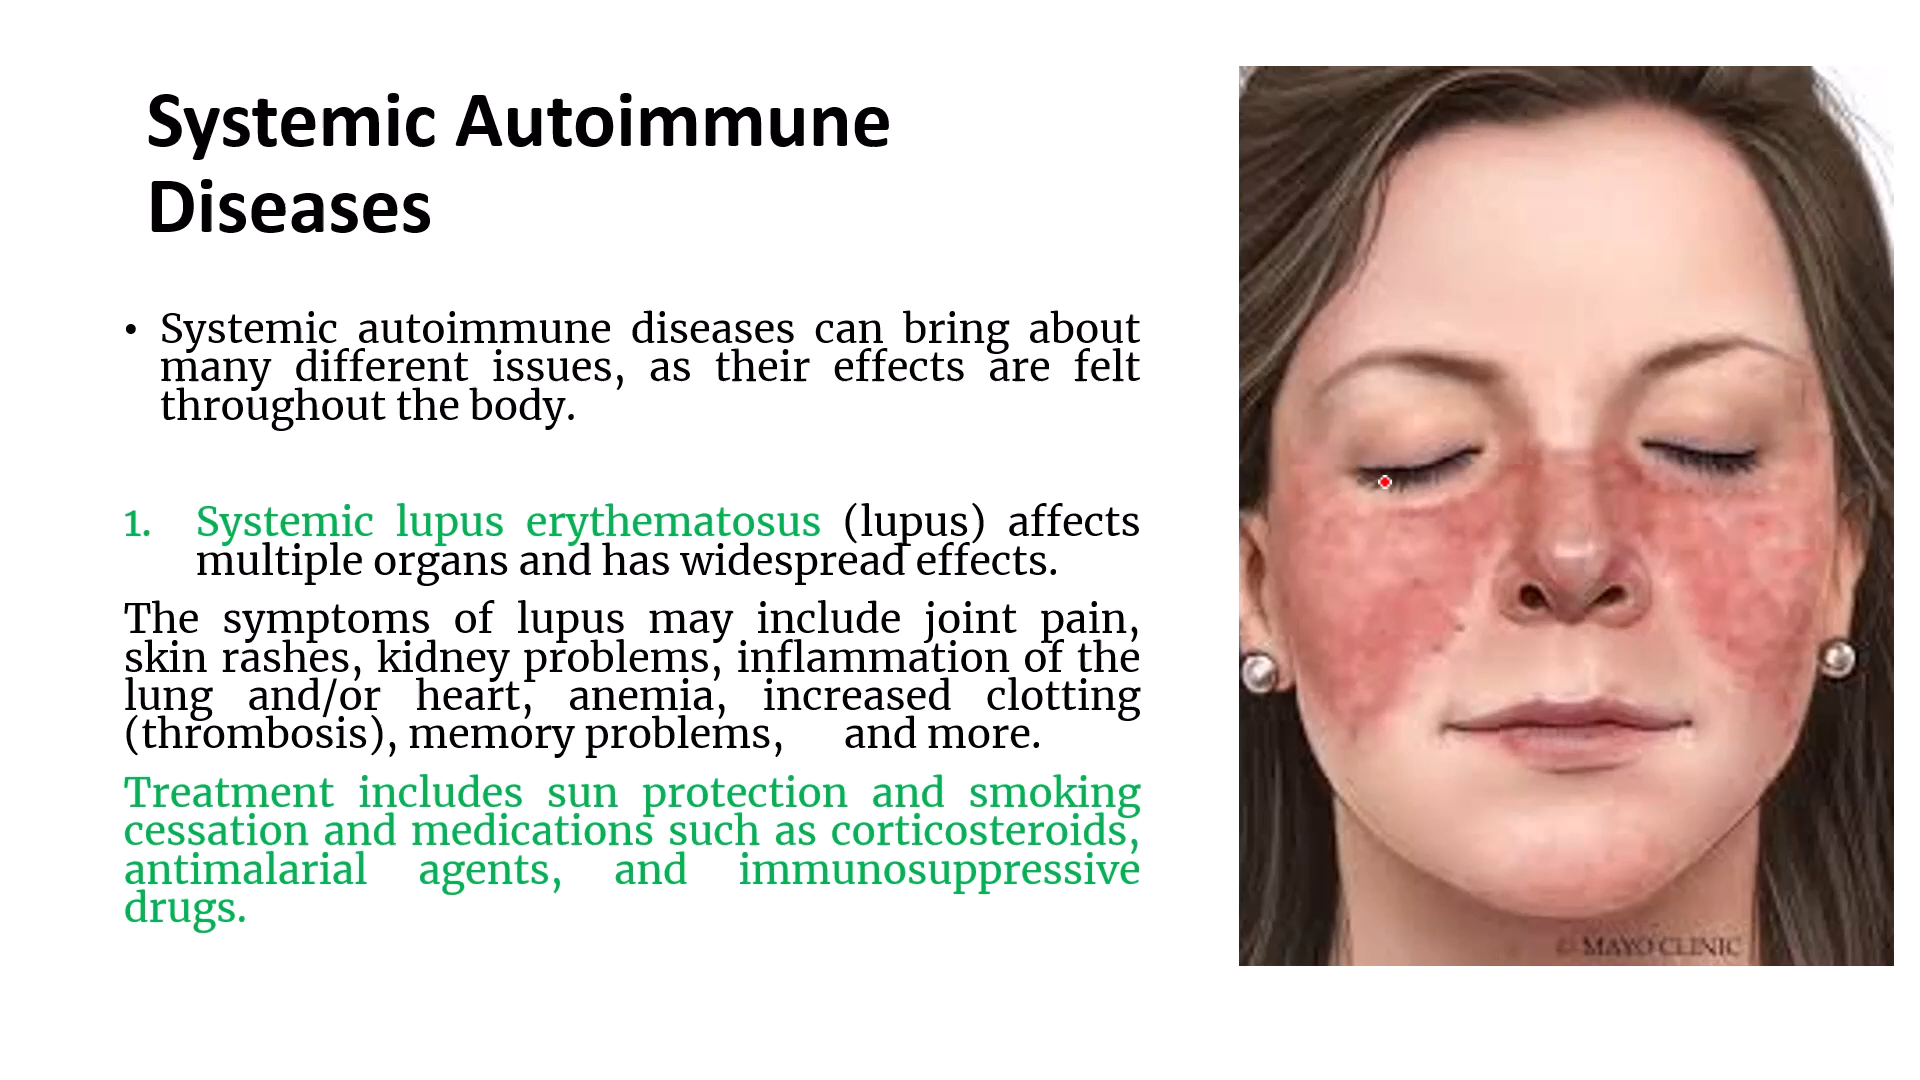 Systemic Autoimmune
Diseases
• Systemic autoimmune diseases can bring about
many different issues, as their effects are felt
throughout the body.
1. Systemic lupus erythematosus (lupus) affects
multiple organs and has widespread effects.
The symptoms of lupus may include joint pain,
skin rashes, kidney problems, inflammation of the
lung and/or heart, anemia, increased clotting
(thrombosis), memory problems, and more.
Treatment includes sun protection and smoking
cessation and medications such as corticosteroids,
antimalarial agents, and immunosuppressive
drugs.
© MAYO CLINIC